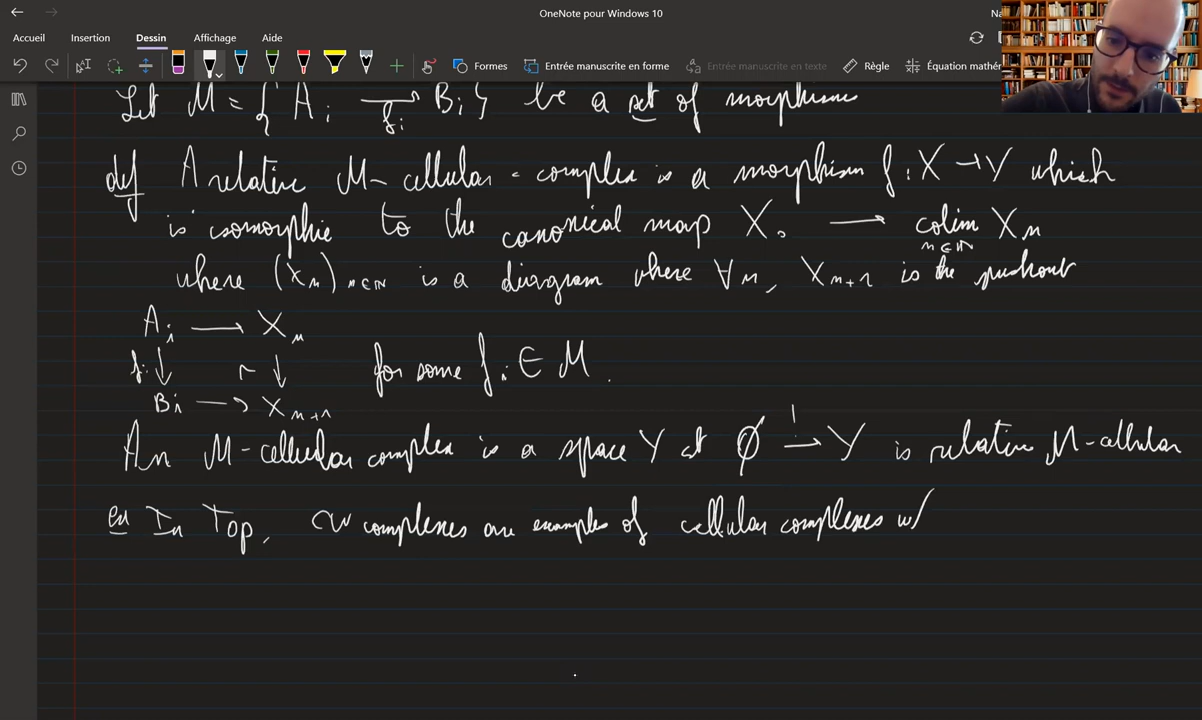 OneNote pour Windows 10
Accueil Insertion Dessin Affichage Aide
Formes Entrée manuscrite en forme Entrée manuscrite en texte Règle Équation mathé
Let M = { A_i →_{f_i} B_i } be a set of morphisms
def A relative M-cellular-complex is a morphism f: X → Y which
is isomorphic to the canonical map X_0 → colim_{n∈ℕ} X_n
where (X_n)_{n∈ℕ} is a diagram where ∀n, X_{n+1} is the pushout
A_i → X_n
f_i ↓ ⌜ ↓ for some f_i ∈ M.
B_i → X_{n+1}
An M-cellular complex is a space Y st ∅ →^! Y is relative M-cellular
ex In Top, CW complexes are examples of cellular complexes w/